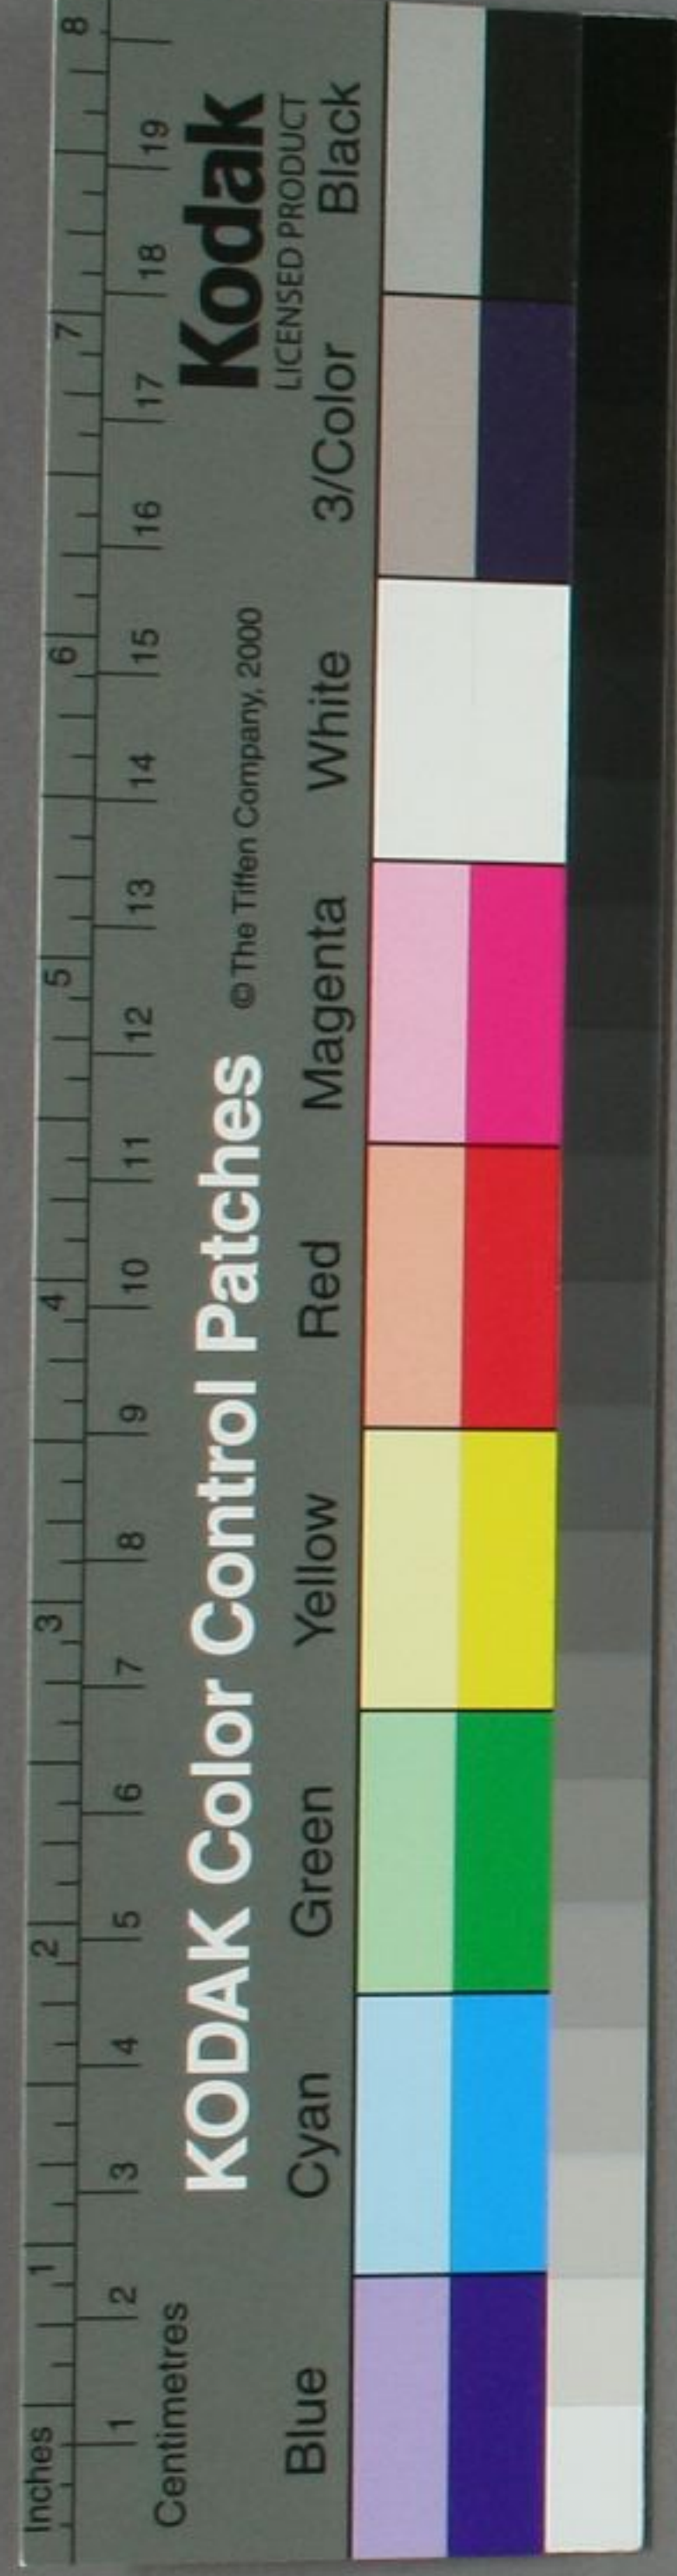 Inches 1 2 3 4 5 6 7 8
1 2 3 4 5 6 7 8 9 10 11 12 13 14 15 16 17 18 19
Centimetres
KODAK Color Control Patches © The Tiffen Company, 2000 Kodak
LICENSED PRODUCT
Blue Cyan Green Yellow Red Magenta White 3/Color Black